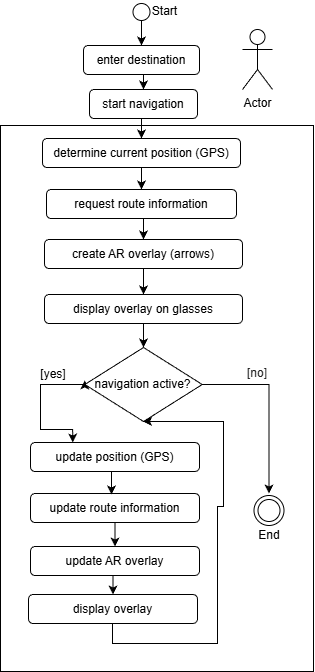 Start
enter destination
Actor
start navigation
determine current position (GPS)
request route information
create AR overlay (arrows)
display overlay on glasses
[yes]
navigation active?
[no]
update position (GPS)
update route information
End
update AR overlay
display overlay